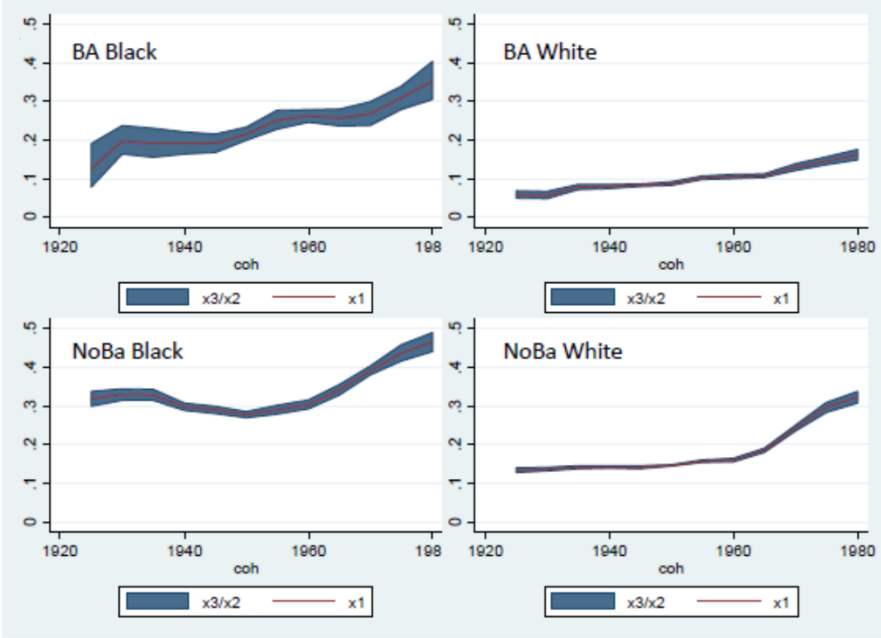 BA Black
.5
.4
.3
.2
.1
0
1920 1940 1960 198
coh
x3/x2 x1
BA White
.5
.4
.3
.2
.1
0
1920 1940 1960 1980
coh
x3/x2 x1
NoBa Black
.5
.4
.3
.2
.1
0
1920 1940 1960 198
coh
x3/x2 x1
NoBa White
.5
.4
.3
.2
.1
0
1920 1940 1960 1980
coh
x3/x2 x1